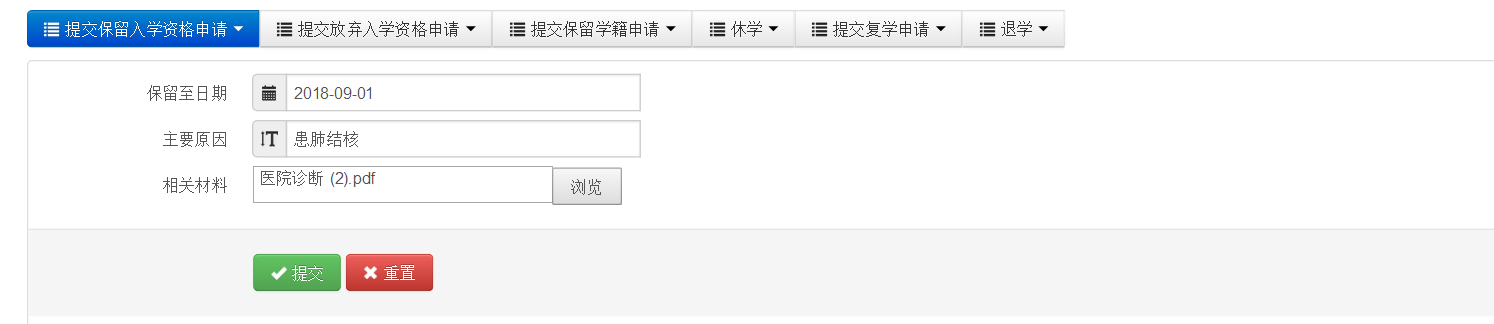 提交保留入学资格申请 提交放弃入学资格申请 提交保留学籍申请 休学 提交复学申请 退学
保留至日期 2018-09-01
主要原因 患肺结核
相关材料 医院诊断 (2).pdf 浏览
提交 重置